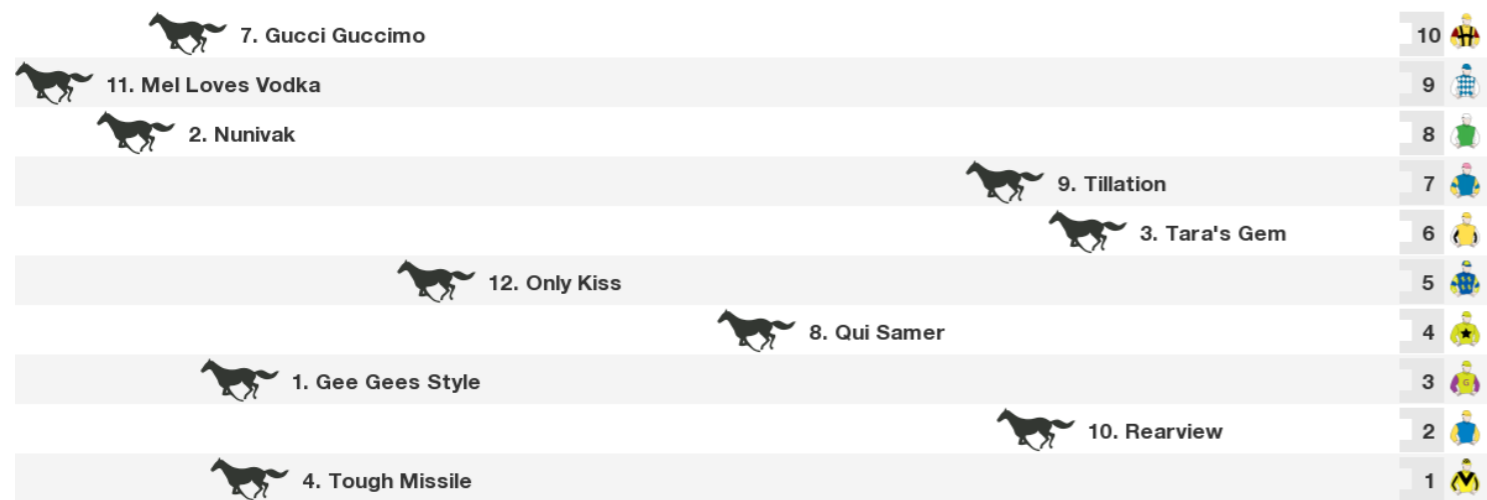 7. Gucci Guccimo 10
11. Mel Loves Vodka 9
2. Nunivak 8
9. Tillation 7
3. Tara's Gem 6
12. Only Kiss 5
8. Qui Samer 4
1. Gee Gees Style 3
G
10. Rearview 2
4. Tough Missile 1